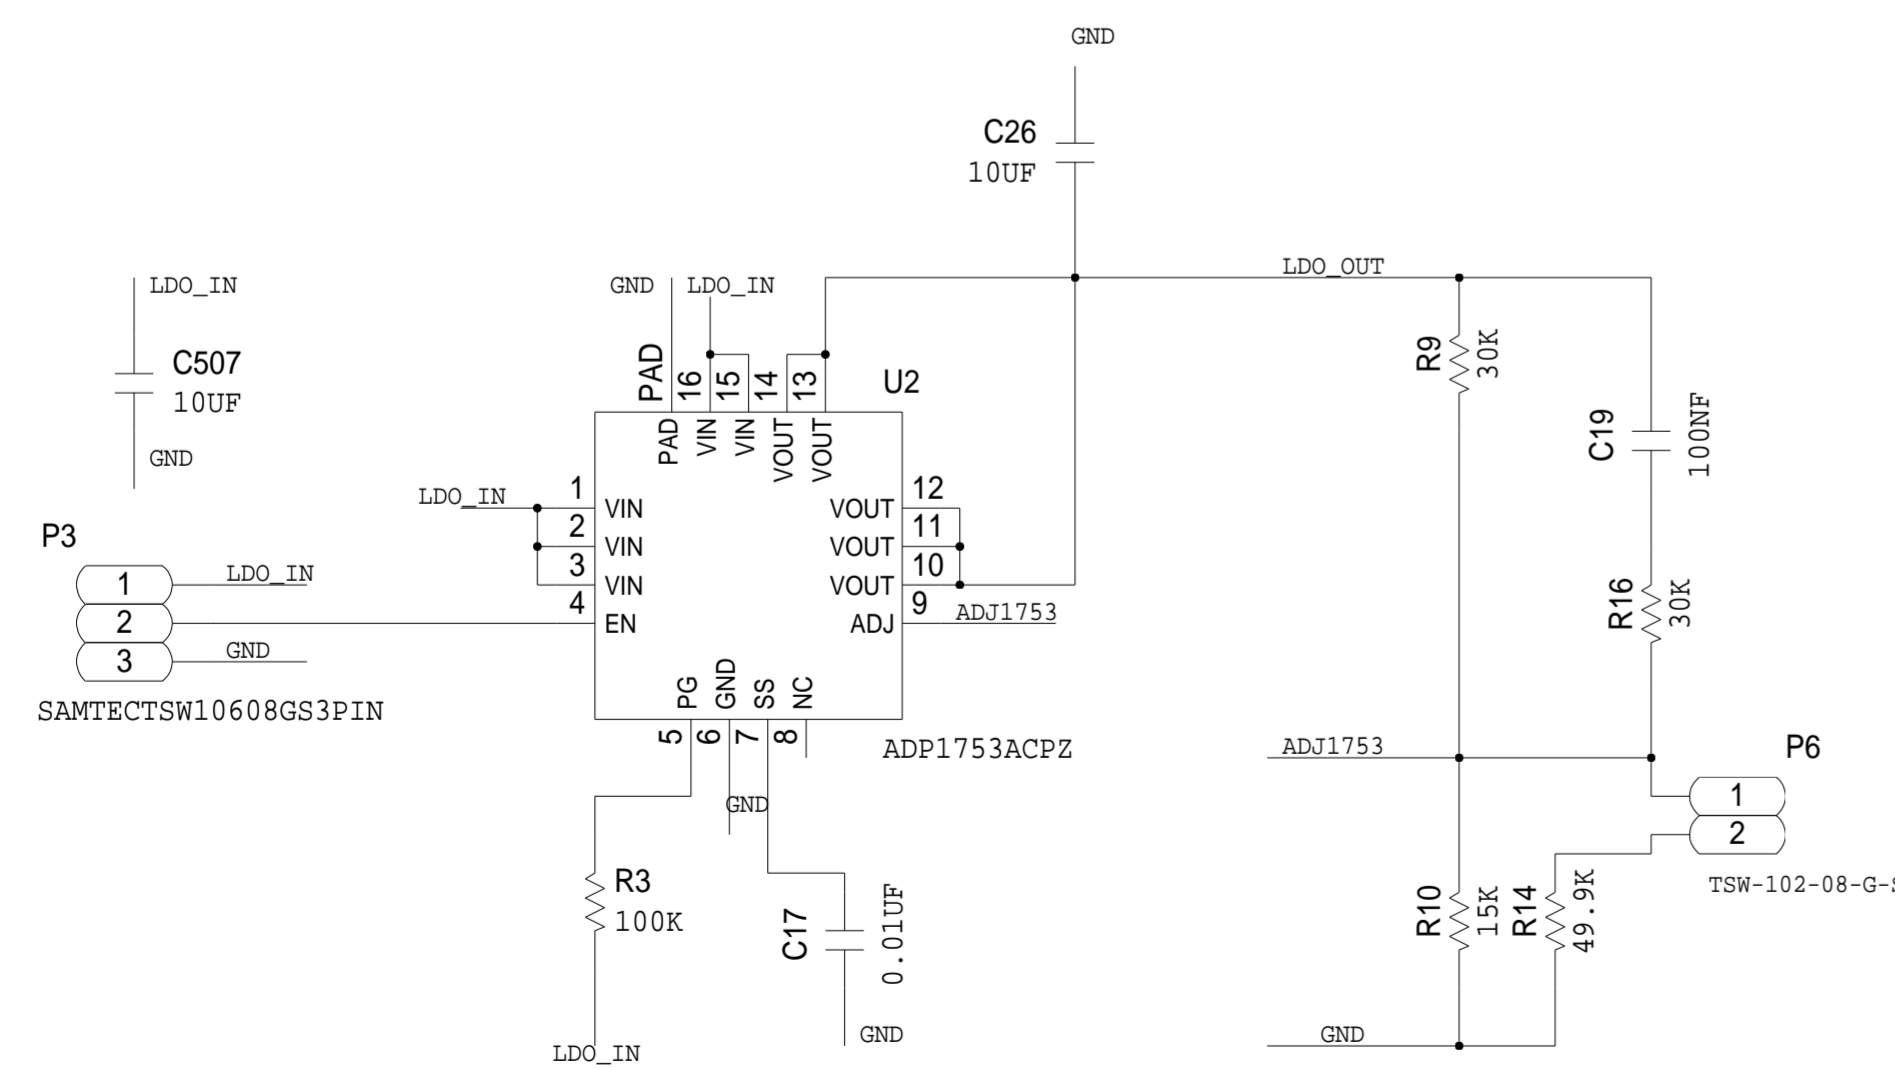 GND
C26
10UF
LDO_IN
C507
10UF
GND
GND
LDO_IN
LDO_OUT
R9
30K
C19
100NF
R16
30K
PAD
16
15
14
13
U2
PAD
VIN
VIN
VOUT
VOUT
LDO_IN
1
2
3
4
VIN
VIN
VIN
EN
VOUT
VOUT
VOUT
ADJ
12
11
10
9
ADJ1753
P3
1
2
3
LDO_IN
GND
SAMTECTSW10608GS3PIN
PG
GND
SS
NC
5
6
7
8
ADP1753ACPZ
GND
R3
100K
LDO_IN
C17
0.01UF
GND
ADJ1753
P6
1
2
TSW-102-08-G-
R10
15K
R14
49.9K
GND